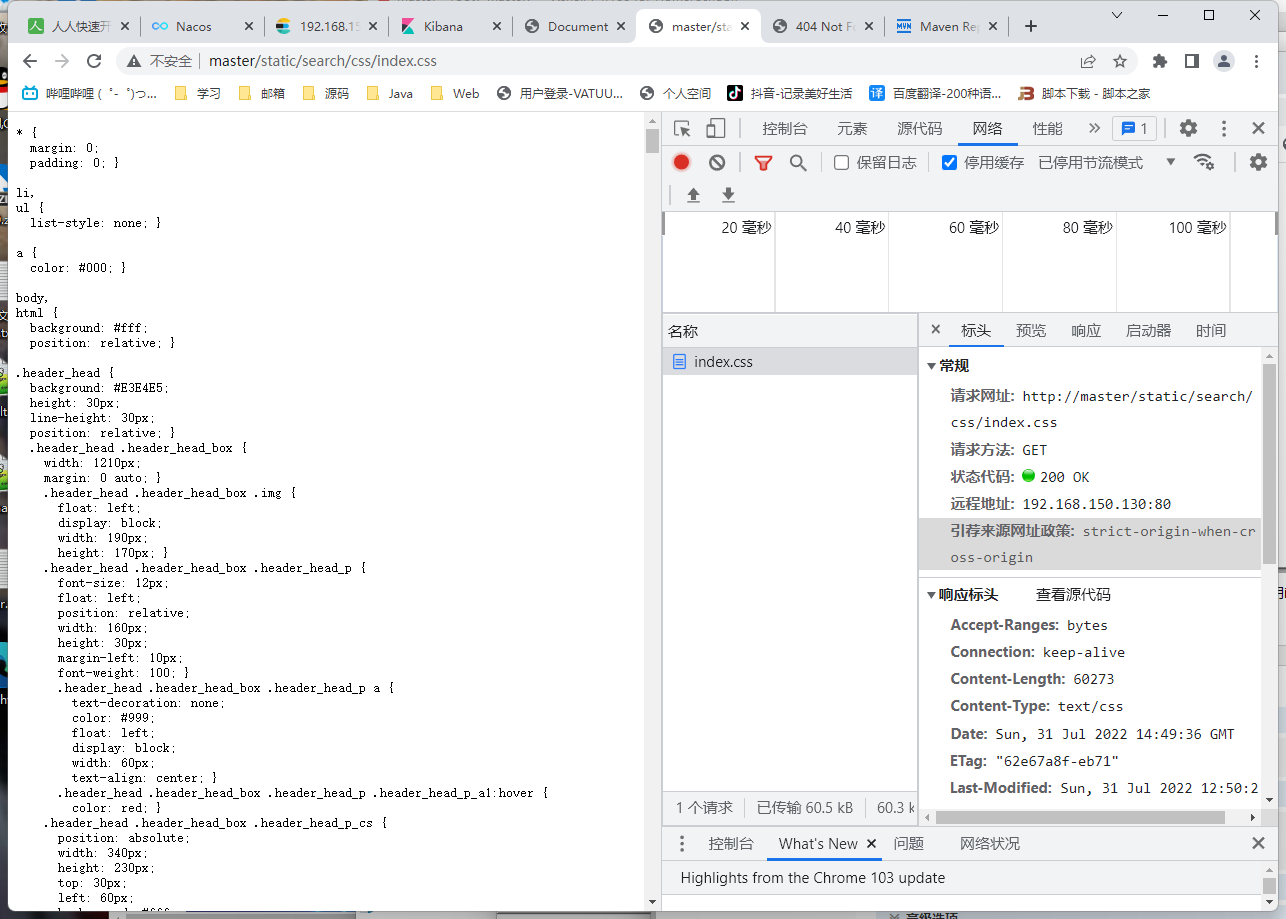 人人快速开
Nacos
192.168.15
Kibana
Document
master/sta
404 Not Fo
Maven Rep
不安全
master/static/search/css/index.css
哔哩哔哩 (゜-゜)つ...
学习
邮箱
源码
Java
Web
用户登录-VATUU...
个人空间
抖音-记录美好生活
百度翻译-200种语...
脚本下载 - 脚本之家
* {
margin: 0;
padding: 0; }
li,
ul {
list-style: none; }
a {
color: #000; }
body,
html {
background: #fff;
position: relative; }
.header_head {
background: #E3E4E5;
height: 30px;
line-height: 30px;
position: relative; }
.header_head .header_head_box {
width: 1210px;
margin: 0 auto; }
.header_head .header_head_box .img {
float: left;
display: block;
width: 190px;
height: 170px; }
.header_head .header_head_box .header_head_p {
font-size: 12px;
float: left;
position: relative;
width: 160px;
height: 30px;
margin-left: 10px;
font-weight: 100; }
.header_head .header_head_box .header_head_p a {
text-decoration: none;
color: #999;
float: left;
display: block;
width: 60px;
text-align: center; }
.header_head .header_head_box .header_head_p .header_head_p_a1:hover {
color: red; }
.header_head .header_head_box .header_head_p_cs {
position: absolute;
width: 340px;
height: 230px;
top: 30px;
left: 60px;
控制台
元素
源代码
网络
性能
1
保留日志
停用缓存
已停用节流模式
20 毫秒
40 毫秒
60 毫秒
80 毫秒
100 毫秒
名称
index.css
1 个请求
已传输 60.5 kB
60.3 k
标头
预览
响应
启动器
时间
常规
请求网址: http://master/static/search/
css/index.css
请求方法: GET
状态代码: 200 OK
远程地址: 192.168.150.130:80
引荐来源网址政策: strict-origin-when-cr
oss-origin
响应标头
查看源代码
Accept-Ranges: bytes
Connection: keep-alive
Content-Length: 60273
Content-Type: text/css
Date: Sun, 31 Jul 2022 14:49:36 GMT
ETag: "62e67a8f-eb71"
Last-Modified: Sun, 31 Jul 2022 12:50:2
控制台
What's New
问题
网络状况
Highlights from the Chrome 103 update